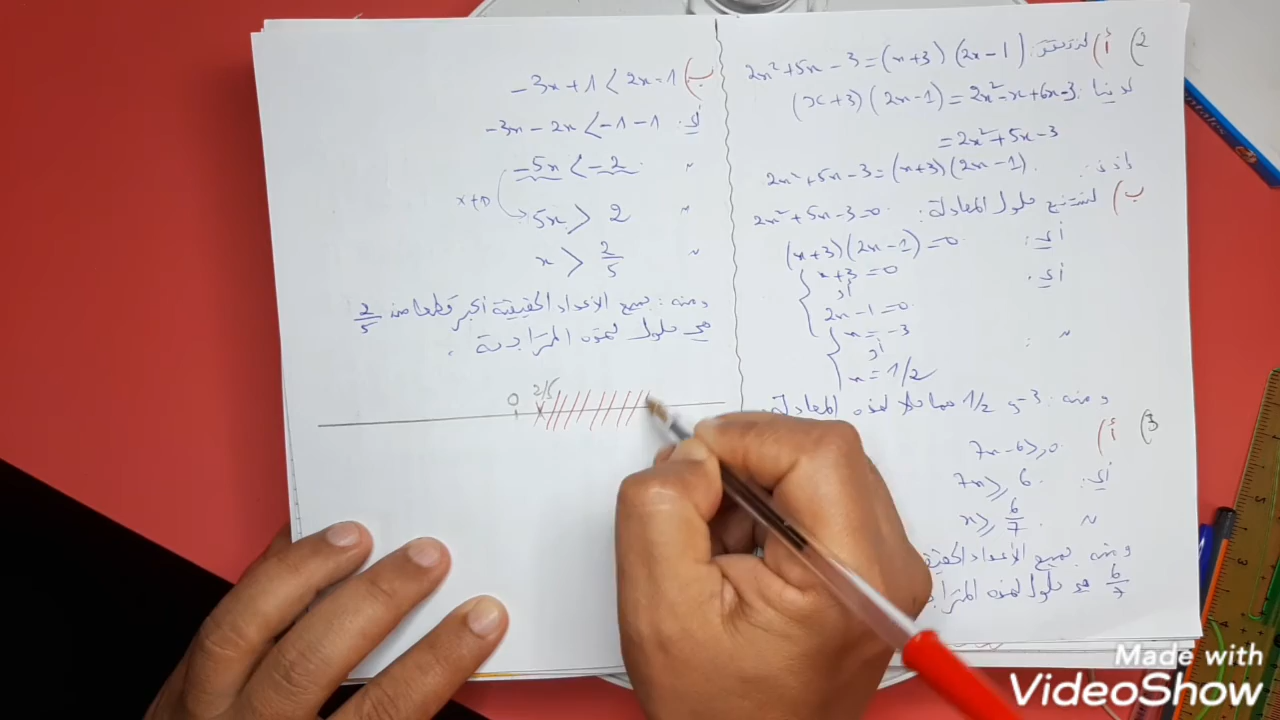 2) أ) لنتحقق: 2x²+5x-3=(x+3)(2x-1)
لدينا: (x+3)(2x-1)=2x²-x+6x-3
=2x²+5x-3
إذن: 2x²+5x-3=(x+3)(2x-1)
ب) لنستنتج حلول المعادلة: 2x²+5x-3=0
أي: (x+3)(2x-1)=0
أي: x+3=0
أو
2x-1=0
" : x=-3
أو
x=1/2
ومنه: 3- و 1/2 هما حلا لهذه المعادلة
3) أ) 7x-6⩾0
أي: 7x⩾6
" x⩾6/7
ومنه جميع الأعداد الحقيقية
6/7 هي حلول لهذه
ب) -3x+1<2x-1
أي: -3x-2x<-1-1
" -5x<-2
" 5x>2
" x>2/5
ومنه: جميع الأعداد الحقيقية أكبر قطعا من 2/5
هي حلول لهذه المتراجحة.
0 2/5
Made with
VideoShow